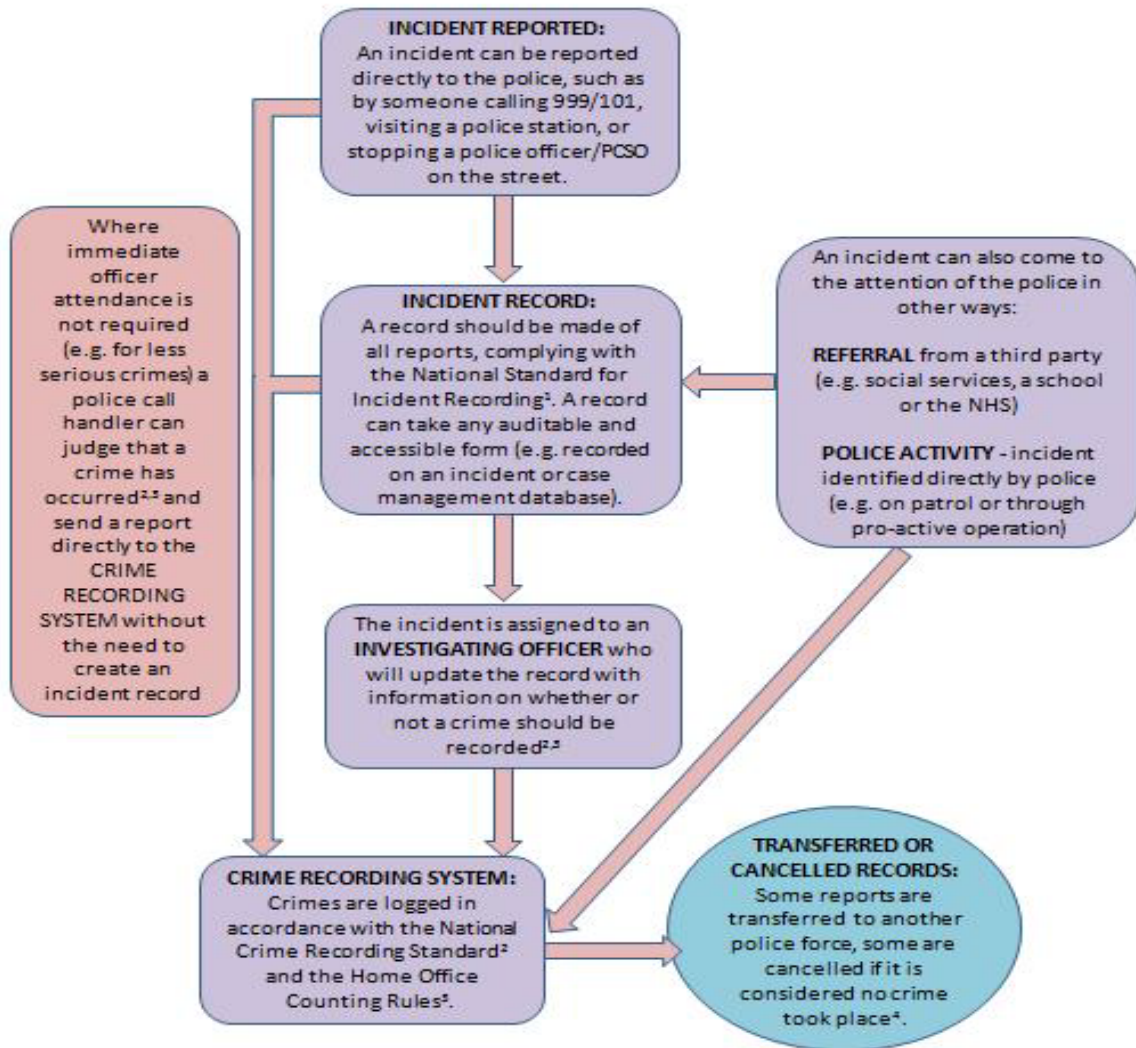 INCIDENT REPORTED:
An incident can be reported
directly to the police, such as
by someone calling 999/101,
visiting a police station, or
stopping a police officer/PCSO
on the street.
Where
immediate
officer
attendance is
not required
(e.g. for less
serious crimes) a
police call
handler can
judge that a
crime has
occurred²,³ and
send a report
directly to the
CRIME
RECORDING
SYSTEM without
the need to
create an
incident record
INCIDENT RECORD:
A record should be made of
all reports, complying with
the National Standard for
Incident Recording¹. A record
can take any auditable and
accessible form (e.g. recorded
on an incident or case
management database).
An incident can also come to
the attention of the police in
other ways:
REFERRAL from a third party
(e.g. social services, a school
or the NHS)
POLICE ACTIVITY - incident
identified directly by police
(e.g. on patrol or through
pro-active operation)
The incident is assigned to an
INVESTIGATING OFFICER who
will update the record with
information on whether or
not a crime should be
recorded²,³
CRIME RECORDING SYSTEM:
Crimes are logged in
accordance with the National
Crime Recording Standard²
and the Home Office
Counting Rules³.
TRANSFERRED OR
CANCELLED RECORDS:
Some reports are
transferred to another
police force, some are
cancelled if it is
considered no crime
took place⁴.